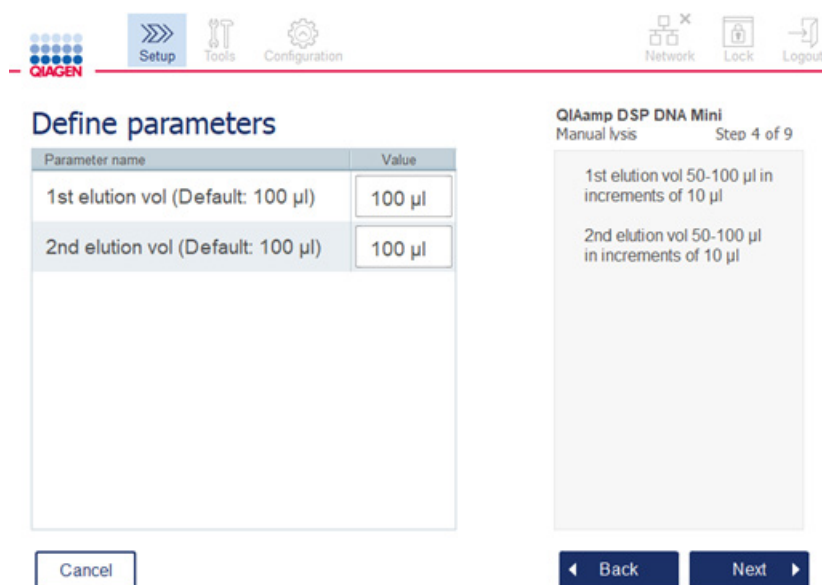 QIAGEN
Setup
Tools
Configuration
Network
Lock
Logout
Define parameters
Parameter name Value
1st elution vol (Default: 100 µl) 100 µl
2nd elution vol (Default: 100 µl) 100 µl
QIAamp DSP DNA Mini
Manual lysis Step 4 of 9
1st elution vol 50-100 µl in
increments of 10 µl
2nd elution vol 50-100 µl
in increments of 10 µl
Cancel
Back
Next